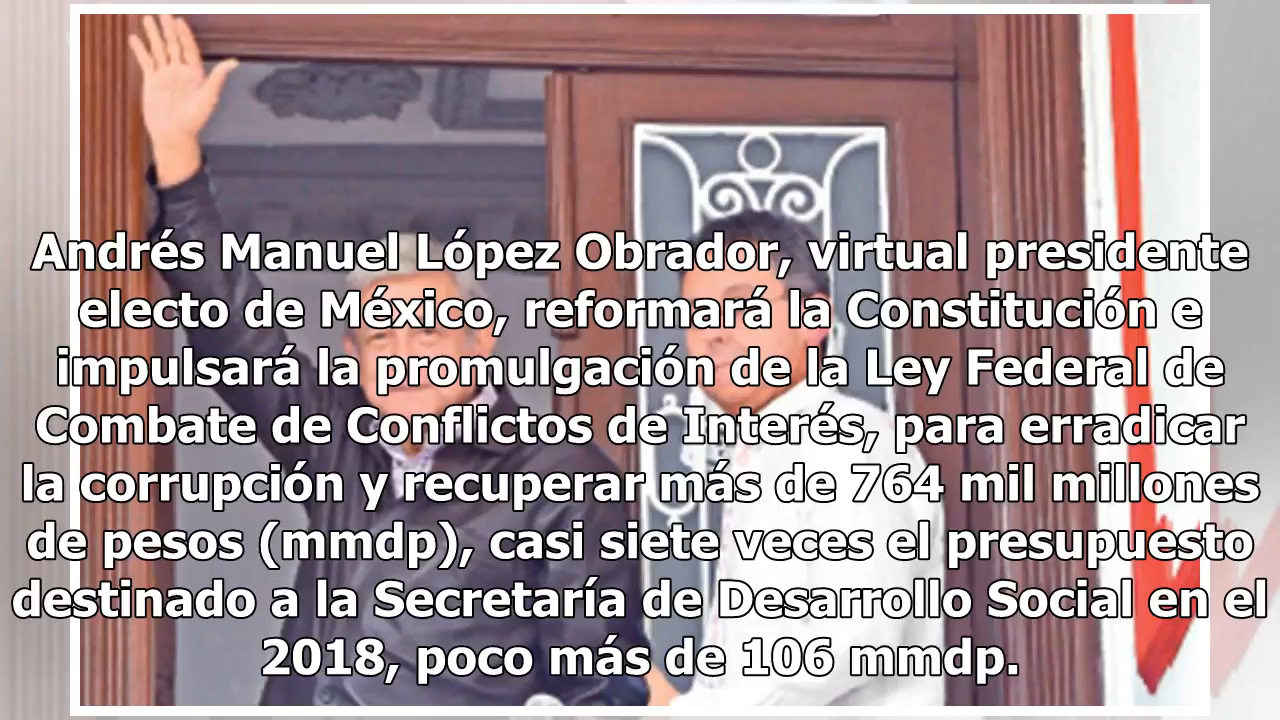 Andrés Manuel López Obrador, virtual presidente
electo de México, reformará la Constitución e
impulsará la promulgación de la Ley Federal de
Combate de Conflictos de Interés, para erradicar
la corrupción y recuperar más de 764 mil millones
de pesos (mmdp), casi siete veces el presupuesto
destinado a la Secretaría de Desarrollo Social en el
2018, poco más de 106 mmdp.